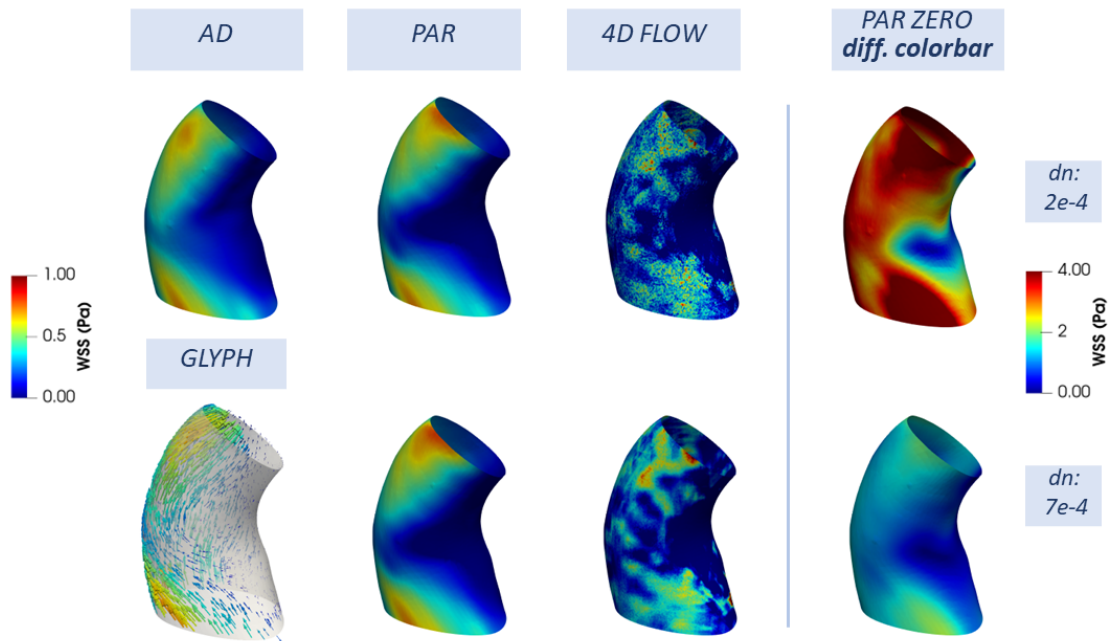 AD
PAR
4D FLOW
PAR ZERO
diff. colorbar
dn:
2e-4
1.00
0.5
0.00
WSS (Pa)
4.00
2
0.00
WSS (Pa)
GLYPH
dn:
7e-4